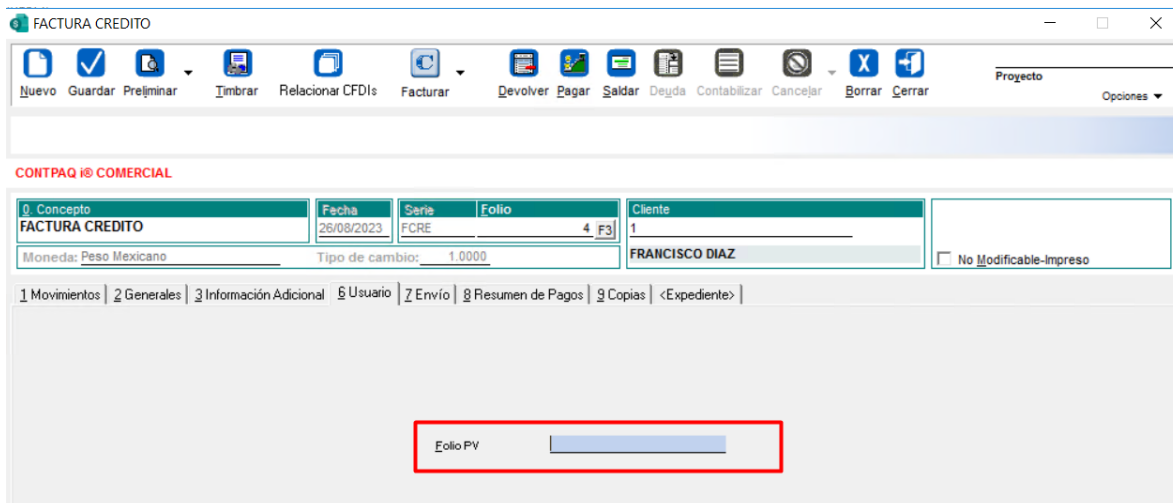 FACTURA CREDITO
Nuevo Guardar Preliminar Timbrar Relacionar CFDIs Facturar Devolver Pagar Saldar Deuda Contabilizar Cancelar Borrar Cerrar
Proyecto
Opciones
CONTPAQ i® COMERCIAL
0. Concepto Fecha Serie Folio Cliente
FACTURA CREDITO 26/08/2023 FCRE 4 F3 1
Moneda: Peso Mexicano Tipo de cambio: 1.0000 FRANCISCO DIAZ No Modificable-Impreso
1 Movimientos 2 Generales 3 Información Adicional 6 Usuario 7 Envío 8 Resumen de Pagos 9 Copias <Expediente>
Folio PV